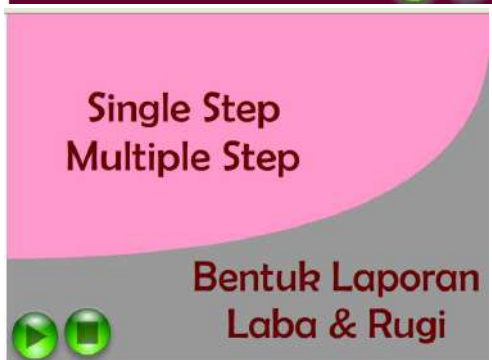 Single Step
Multiple Step
Bentuk Laporan
Laba & Rugi